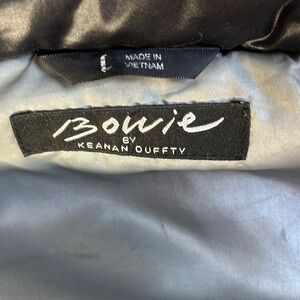 L
MADE IN
VIETNAM
Bowie
BY
KEANAN DUFFTY